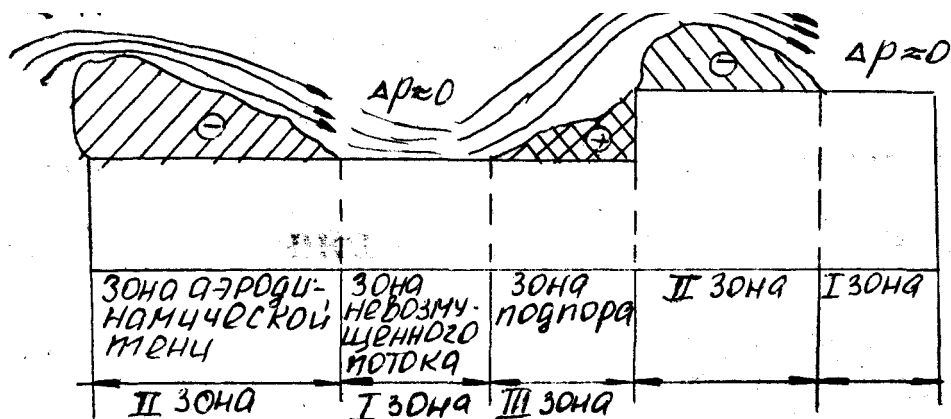 Δp≈0
Δp≈0
⊖
⊖
⊕
зона аэроди-
намической
тени
зона
невозму-
щенного
потока
зона
подпора
II зона
I зона
II зона
I зона
III зона